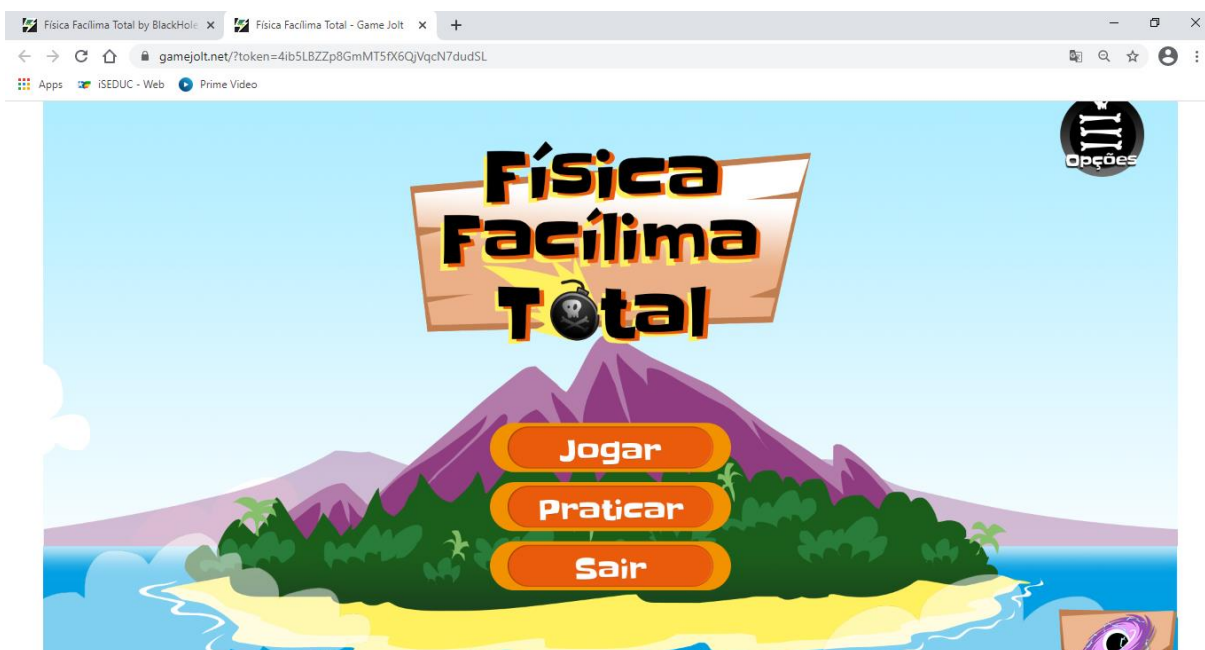 Física Facílima Total by BlackHole
Física Facílima Total - Game Jolt
gamejolt.net/?token=4ib5LBZZp8GmMT5fX6QjVqcN7dudSL
Apps
iSEDUC - Web
Prime Video
Opções
Física
Facílima
Total
Jogar
Praticar
Sair